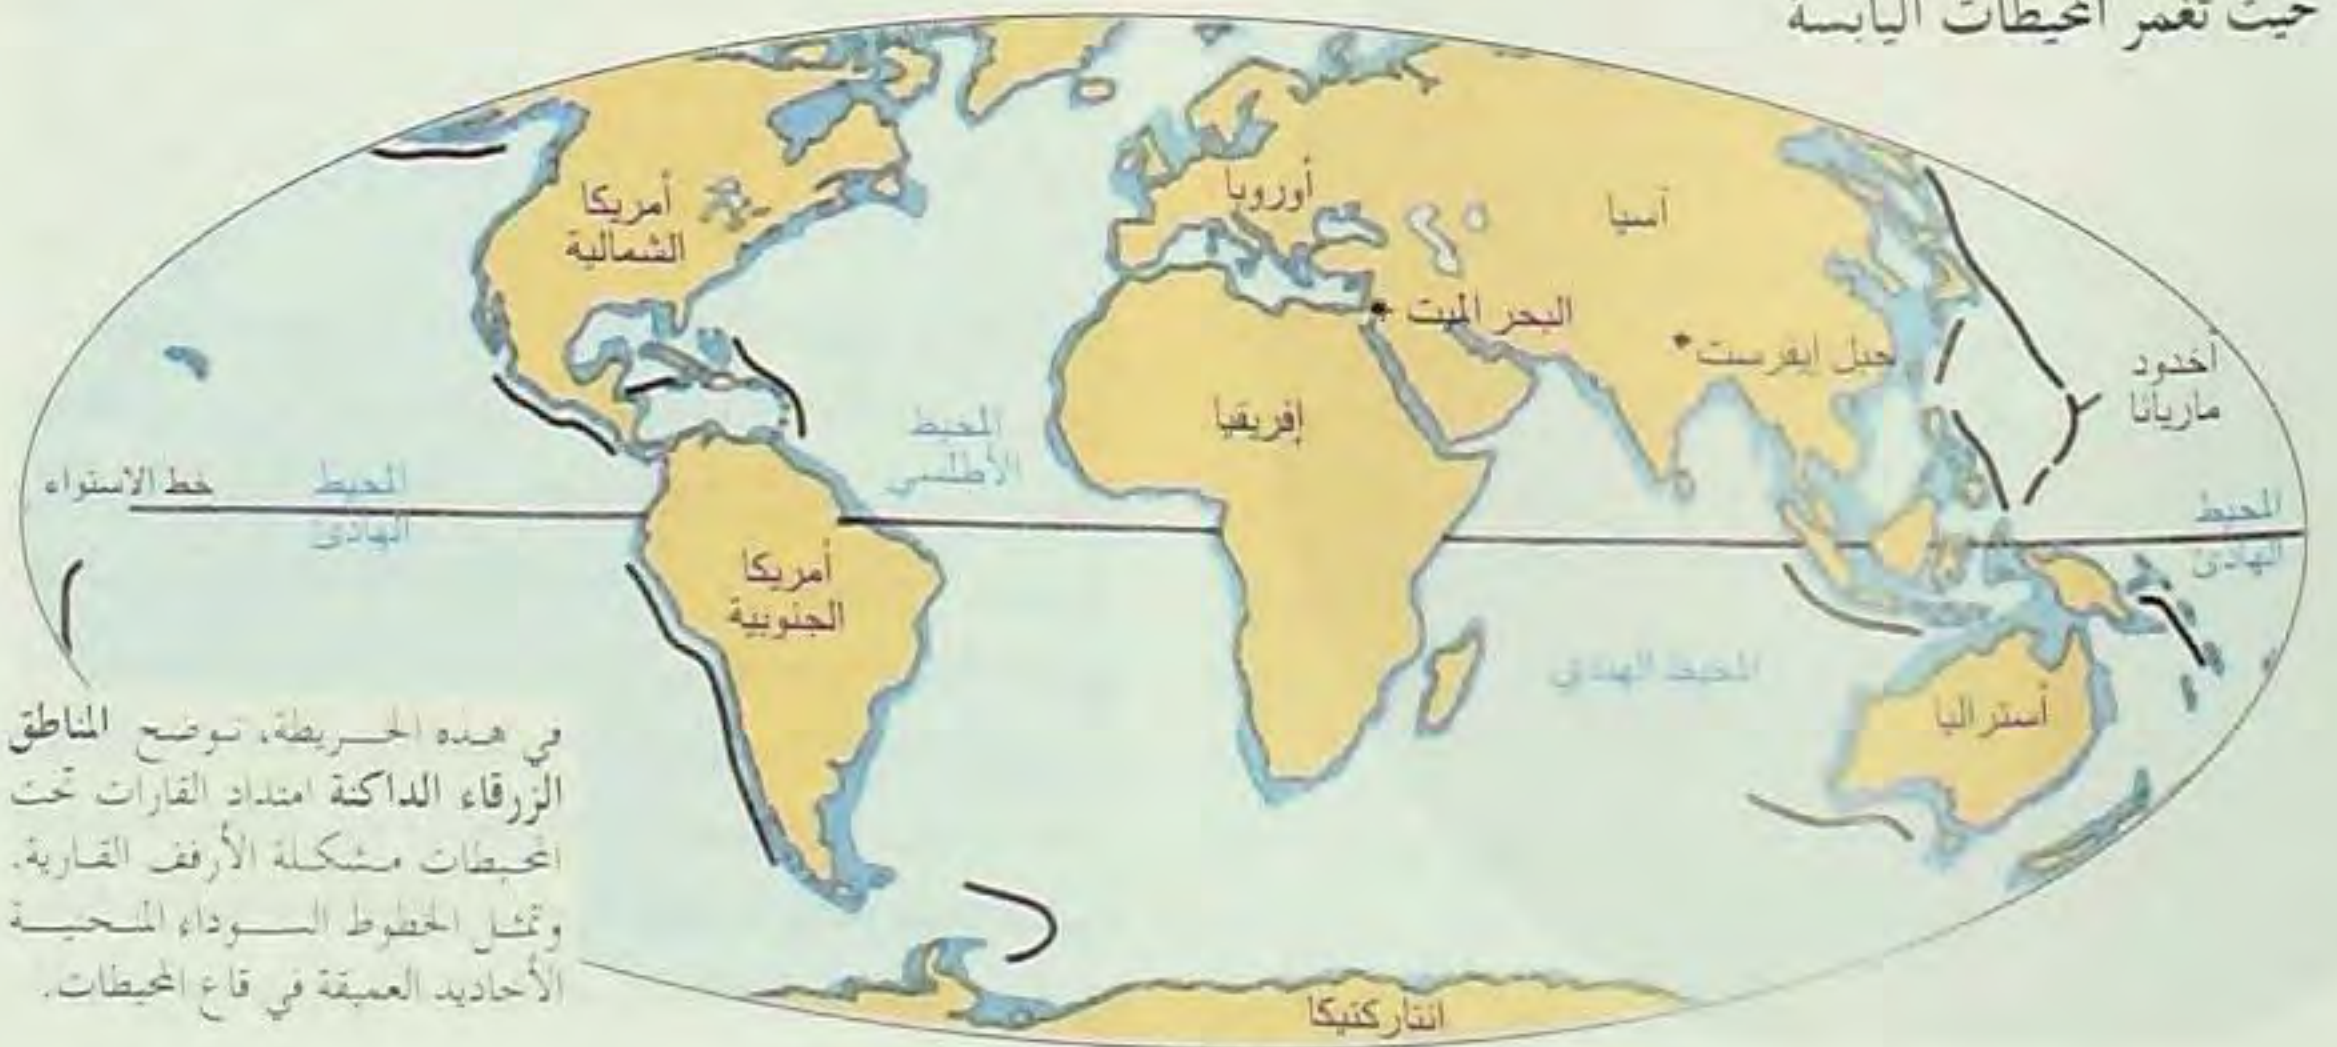 حيث تغمر المحيطات اليابسة
أمريكا
الشمالية
أوروبا
آسيا
البحر الميت
جبل إيفرست
أخدود
ماريانا
إفريقيا
المحيط
الأطلسي
خط الاستواء
المحيط
الهادئ
المحيط
الهادئ
أمريكا
الجنوبية
المحيط الهندي
أستراليا
في هذه الخريطة، توضح المناطق
الزرقاء الداكنة امتداد القارات تحت
المحيطات مشكلة الأرفف القارية.
وتمثل الخطوط السوداء المنحنية
الأخاديد العميقة في قاع المحيطات.
انتاركتيكا